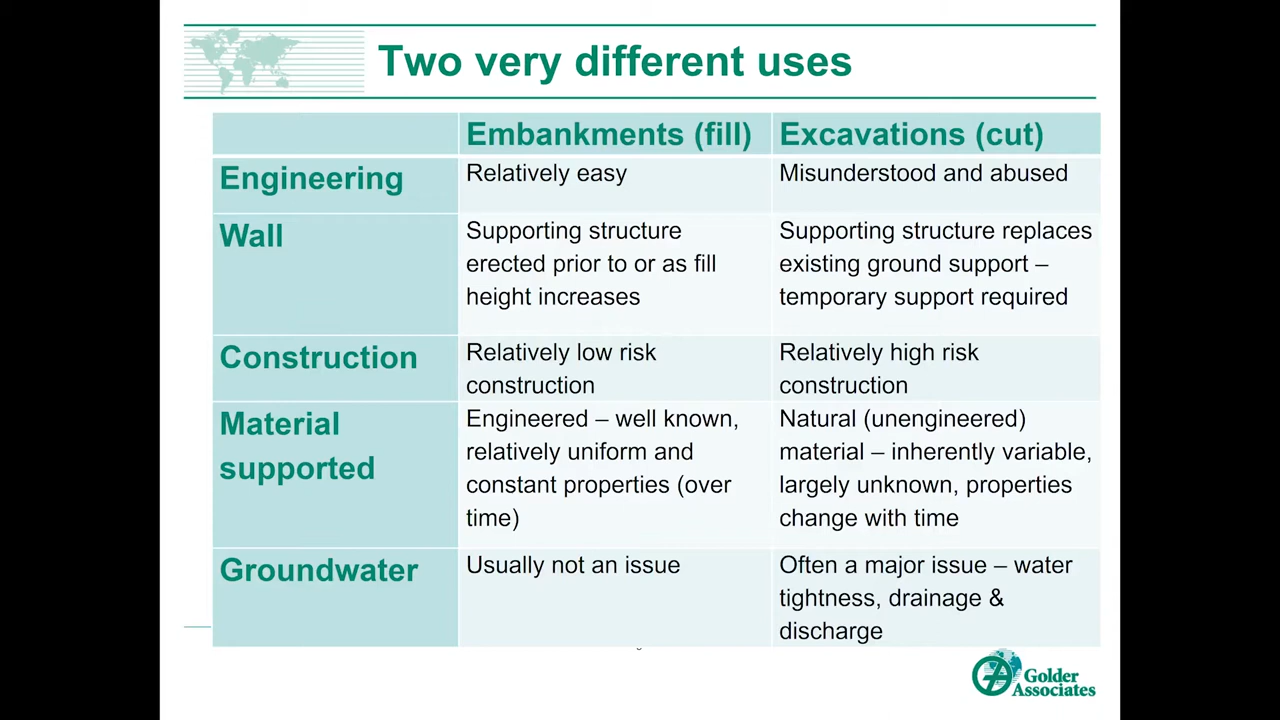 Two very different uses
Embankments (fill)
Excavations (cut)
Engineering
Relatively easy
Misunderstood and abused
Wall
Supporting structure
erected prior to or as fill
height increases
Supporting structure replaces
existing ground support –
temporary support required
Construction
Relatively low risk
construction
Relatively high risk
construction
Material
supported
Engineered – well known,
relatively uniform and
constant properties (over
time)
Natural (unengineered)
material – inherently variable,
largely unknown, properties
change with time
Groundwater
Usually not an issue
Often a major issue – water
tightness, drainage &
discharge
Golder
Associates